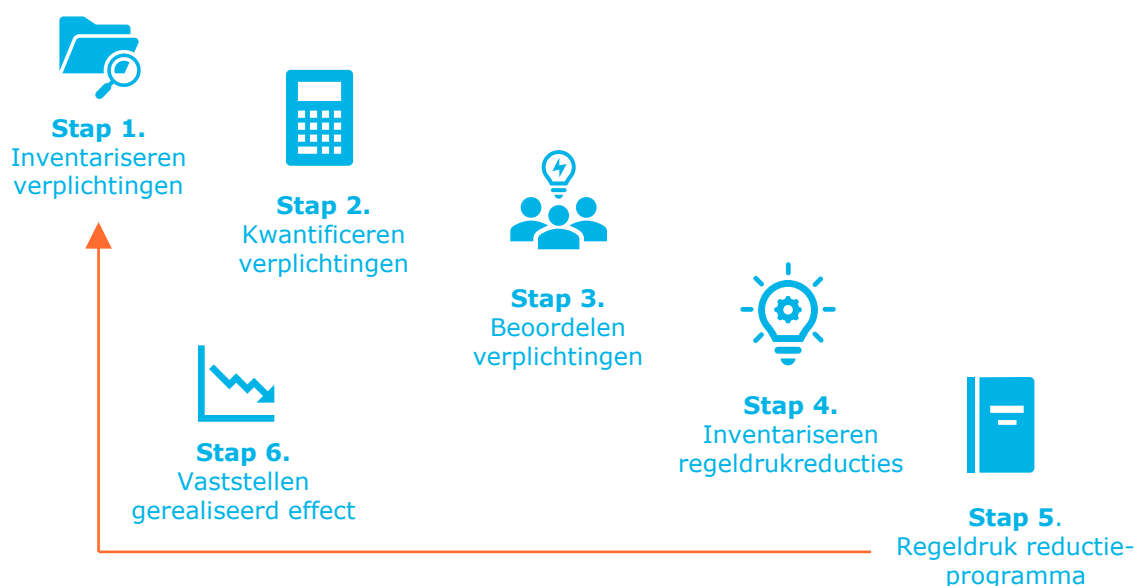 Stap 1.
Inventariseren
verplichtingen
Stap 2.
Kwantificeren
verplichtingen
Stap 3.
Beoordelen
verplichtingen
Stap 4.
Inventariseren
regeldrukreducties
Stap 5.
Regeldruk reductie-
programma
Stap 6.
Vaststellen
gerealiseerd effect